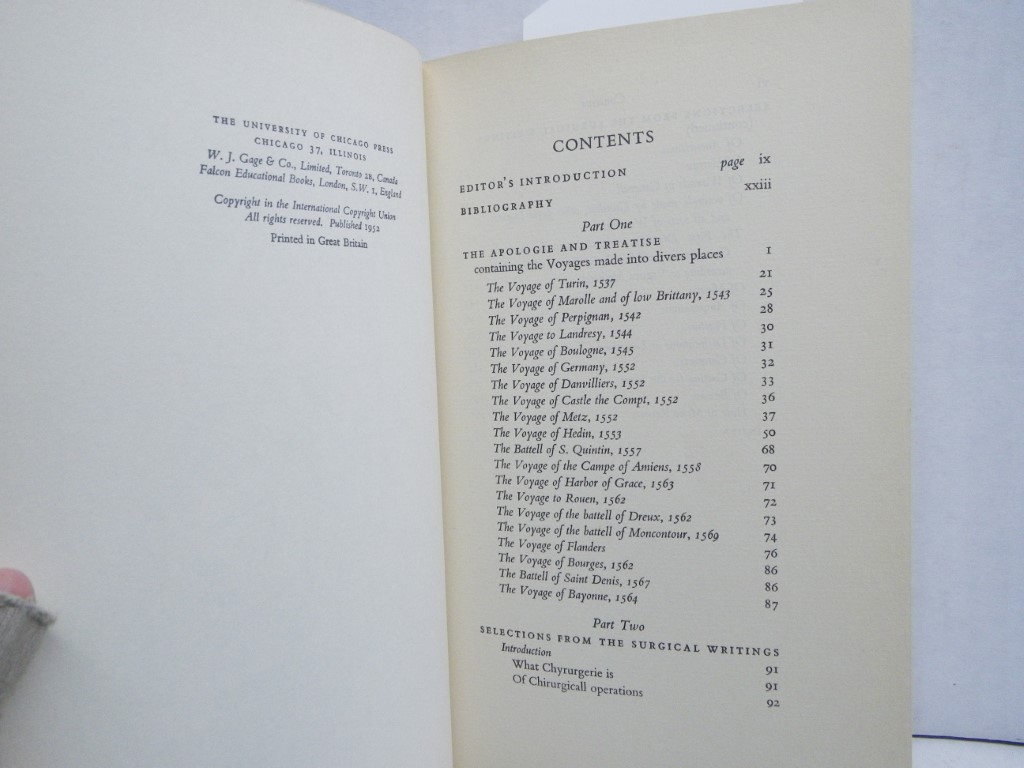 THE UNIVERSITY OF CHICAGO PRESS
CHICAGO 37, ILLINOIS
W. J. Gage & Co., Limited, Toronto 2B, Canada
Falcon Educational Books, London, S.W. 1, England
Copyright in the International Copyright Union
All rights reserved. Published 1952
Printed in Great Britain
CONTENTS
EDITOR'S INTRODUCTION page ix
BIBLIOGRAPHY xxiii
Part One
THE APOLOGIE AND TREATISE
containing the Voyages made into divers places 1
The Voyage of Turin, 1537 21
The Voyage of Marolle and of low Brittany, 1543 25
The Voyage of Perpignan, 1542 28
The Voyage to Landresy, 1544 30
The Voyage of Boulogne, 1545 31
The Voyage of Germany, 1552 32
The Voyage of Danvilliers, 1552 33
The Voyage of Castle the Compt, 1552 36
The Voyage of Metz, 1552 37
The Voyage of Hedin, 1553 50
The Battell of S. Quintin, 1557 68
The Voyage of the Campe of Amiens, 1558 70
The Voyage of Harbor of Grace, 1563 71
The Voyage to Rouen, 1562 72
The Voyage of the battell of Dreux, 1562 73
The Voyage of the battell of Moncontour, 1569 74
The Voyage of Flanders 76
The Voyage of Bourges, 1562 86
The Battell of Saint Denis, 1567 86
The Voyage of Bayonne, 1564 87
Part Two
SELECTIONS FROM THE SURGICAL WRITINGS
Introduction 91
What Chyrurgerie is 91
Of Chirurgicall operations 92